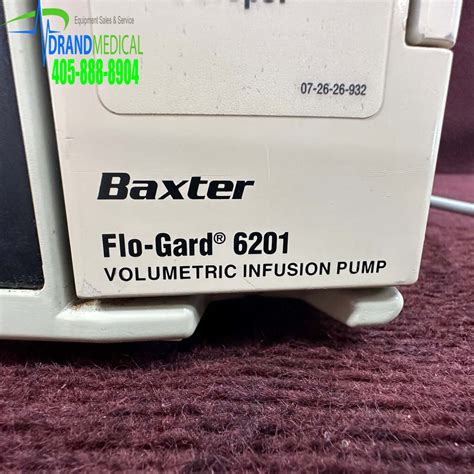 Equipment Sales & Service
DRANDMEDICAL
405-888-8904
07-26-26-932
Baxter
Flo-Gard® 6201
VOLUMETRIC INFUSION PUMP